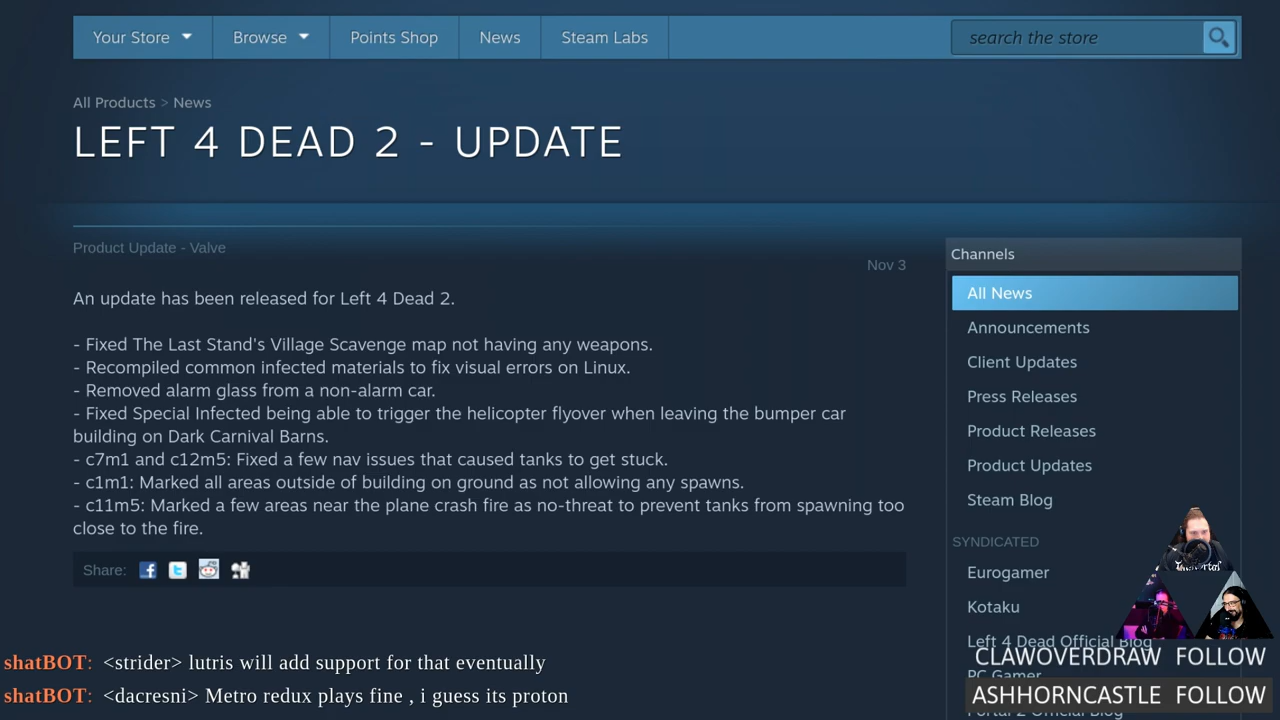 Your Store
Browse
Points Shop
News
Steam Labs
search the store
All Products > News
LEFT 4 DEAD 2 - UPDATE
Product Update - Valve
Nov 3
An update has been released for Left 4 Dead 2.
- Fixed The Last Stand's Village Scavenge map not having any weapons.
- Recompiled common infected materials to fix visual errors on Linux.
- Removed alarm glass from a non-alarm car.
- Fixed Special Infected being able to trigger the helicopter flyover when leaving the bumper car
building on Dark Carnival Barns.
- c7m1 and c12m5: Fixed a few nav issues that caused tanks to get stuck.
- c1m1: Marked all areas outside of building on ground as not allowing any spawns.
- c11m5: Marked a few areas near the plane crash fire as no-threat to prevent tanks from spawning too
close to the fire.
Share:
Channels
All News
Announcements
Client Updates
Press Releases
Product Releases
Product Updates
Steam Blog
SYNDICATED
Eurogamer
Kotaku
Left 4 Dead Official Blog
PC Gamer
Portal 2 Official Blog
CLAWOVERDRAW FOLLOW
ASHHORNCASTLE FOLLOW
shatBOT: <strider> lutris will add support for that eventually
shatBOT: <dacresni> Metro redux plays fine , i guess its proton